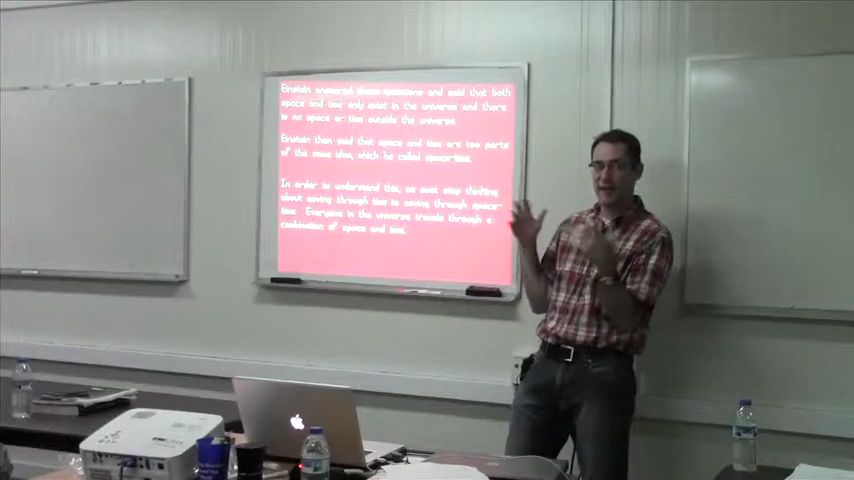 Einstein answered these questions and said that both
space and time only exist in the universe and there
is no space or time outside the universe.
Einstein then said that space and time are two parts
of the same idea, which he called space-time.
In order to understand this, we must stop thinking
about moving through time to moving through space-
time. Everyone in the universe travels through a
combination of space and time.